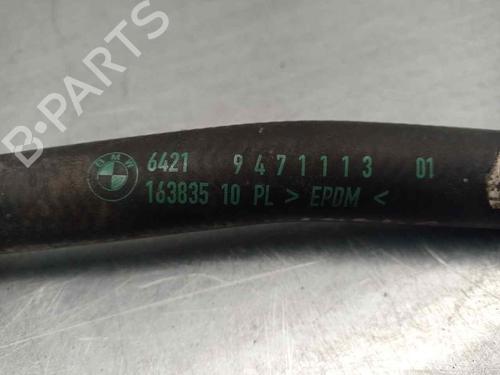 B-PARTS
BMW
6421 9471113 01
163835 10 PL > EPDM <